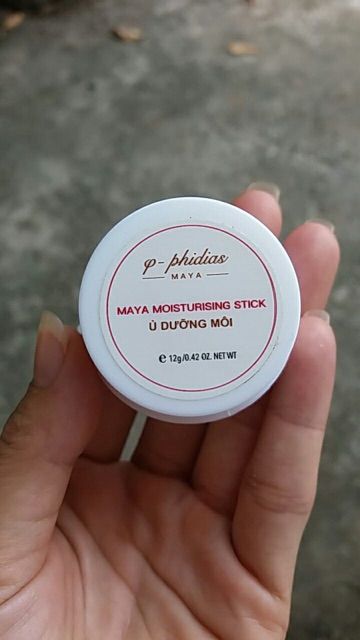 φ-phidias
MAYA
MAYA MOISTURISING STICK
Ủ DƯỠNG MÔI
℮ 12g/0.42 OZ. NET WT